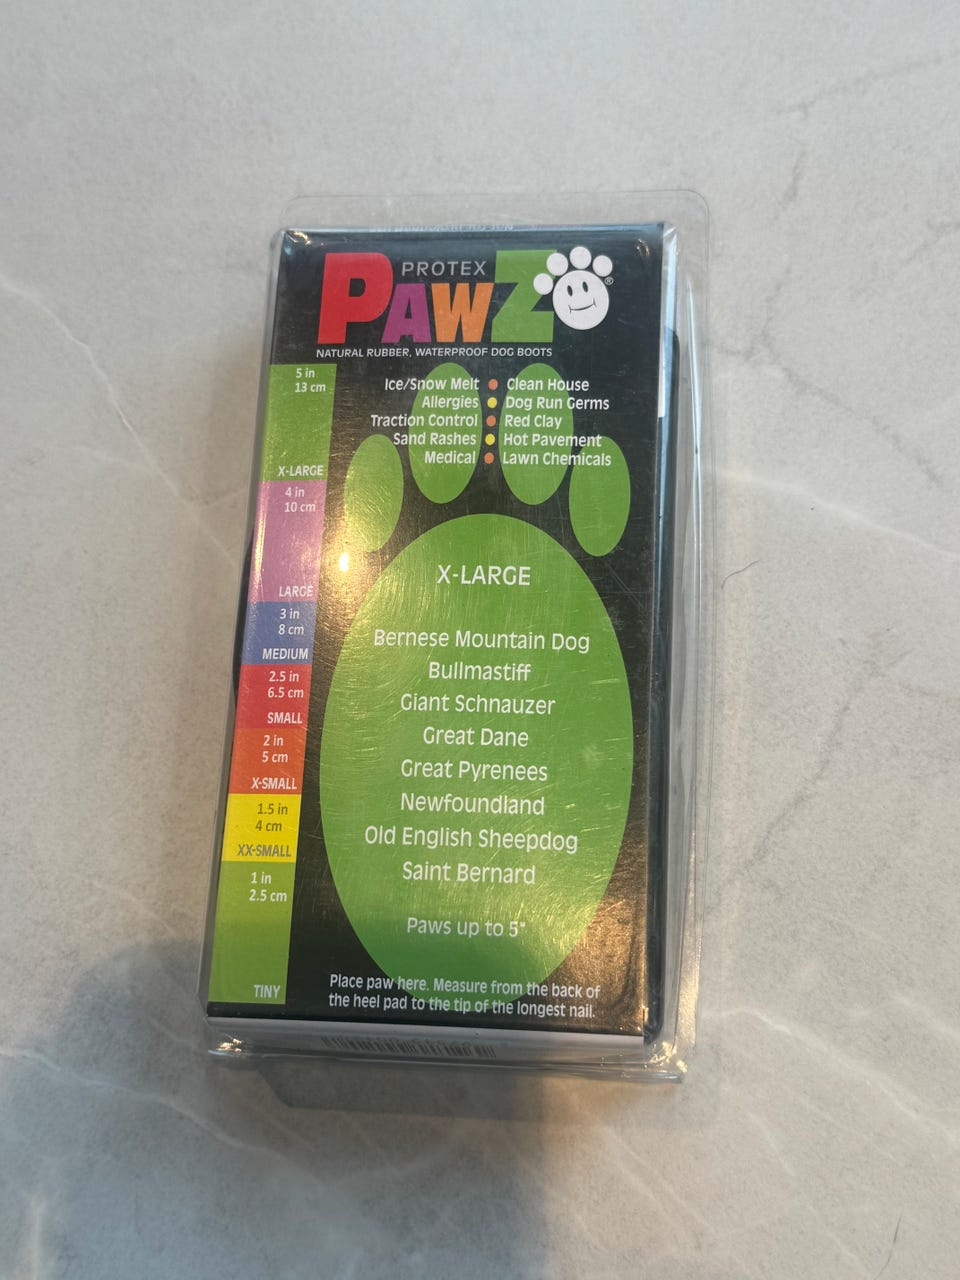 PROTEX
PAWZ®
NATURAL RUBBER, WATERPROOF DOG BOOTS
Ice/Snow Melt • Clean House
Allergies • Dog Run Germs
Traction Control • Red Clay
Sand Rashes • Hot Pavement
Medical • Lawn Chemicals
5 in
13 cm
X-LARGE
4 in
10 cm
LARGE
3 in
8 cm
MEDIUM
2.5 in
6.5 cm
SMALL
2 in
5 cm
X-SMALL
1.5 in
4 cm
XX-SMALL
1 in
2.5 cm
TINY
X-LARGE
Bernese Mountain Dog
Bullmastiff
Giant Schnauzer
Great Dane
Great Pyrenees
Newfoundland
Old English Sheepdog
Saint Bernard
Paws up to 5"
Place paw here. Measure from the back of
the heel pad to the tip of the longest nail.